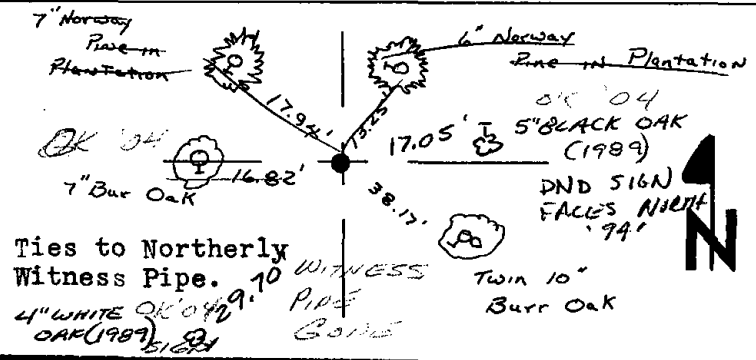 7" Norway
Pine in
Plantation
6" Norway
Pine in Plantation
17.94'
13.25'
OK '04
17.05'
5" BLACK OAK
(1989)
OK '04
16.82'
7" Bur Oak
DND SIGN
FACES North
'94'
38.17'
N
Ties to Northerly
Witness Pipe.
29.70
WITNESS
PIPE
GONE
Twin 10"
Burr Oak
4" WHITE OK '04
OAK (1989)
SIGN